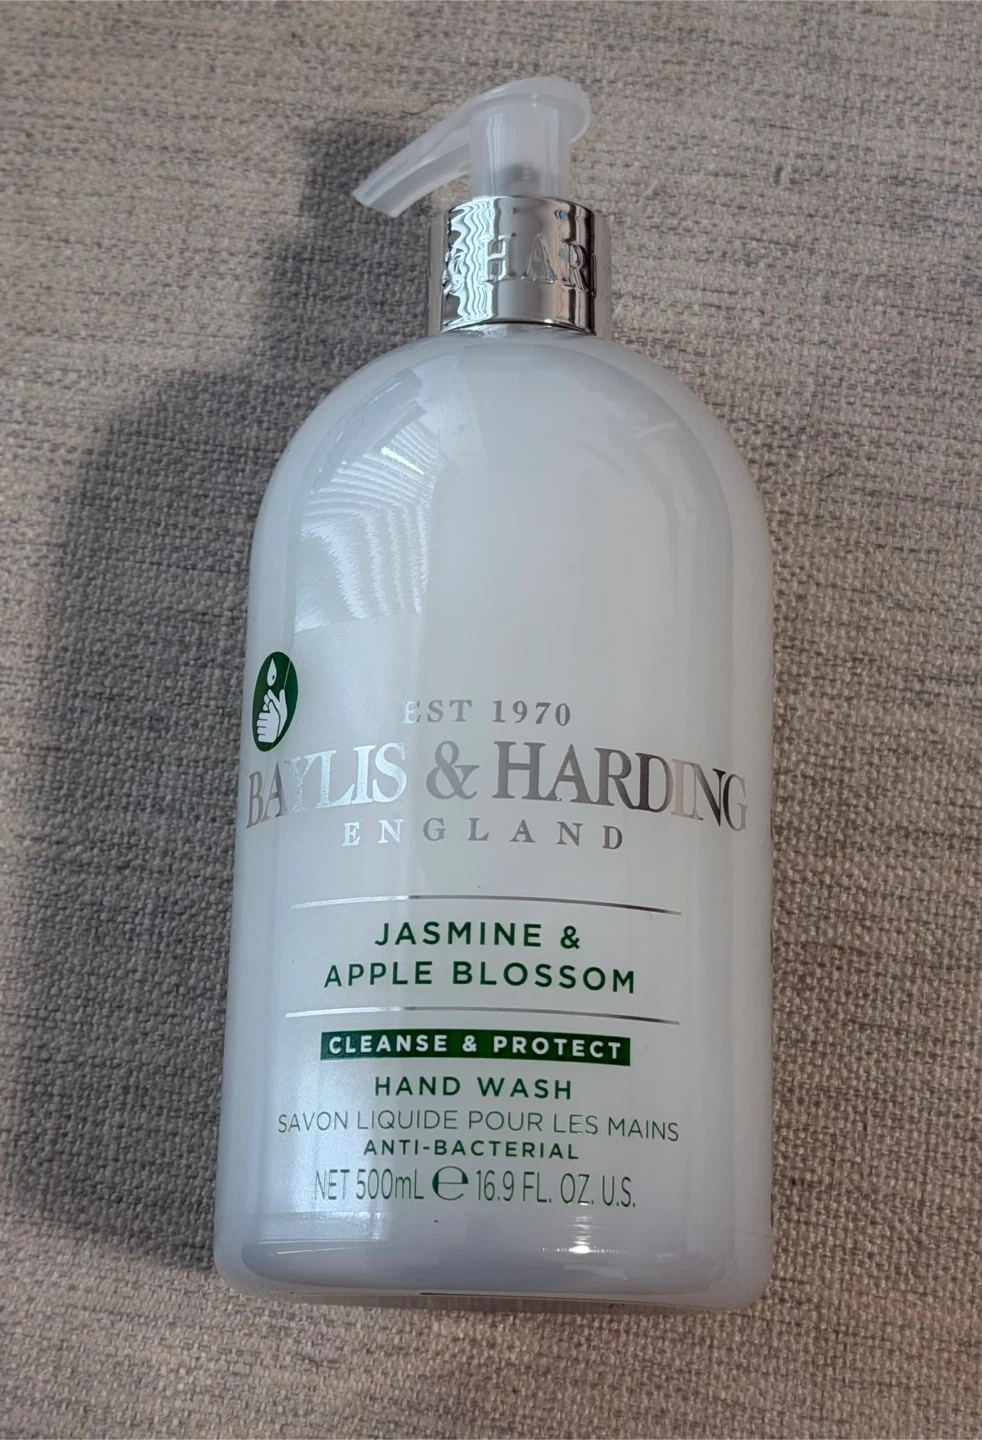 & HAR
EST 1970
BAYLIS & HARDING
ENGLAND
JASMINE &
APPLE BLOSSOM
CLEANSE & PROTECT
HAND WASH
SAVON LIQUIDE POUR LES MAINS
ANTI-BACTERIAL
NET 500mL ℮ 16.9 FL. OZ. U.S.